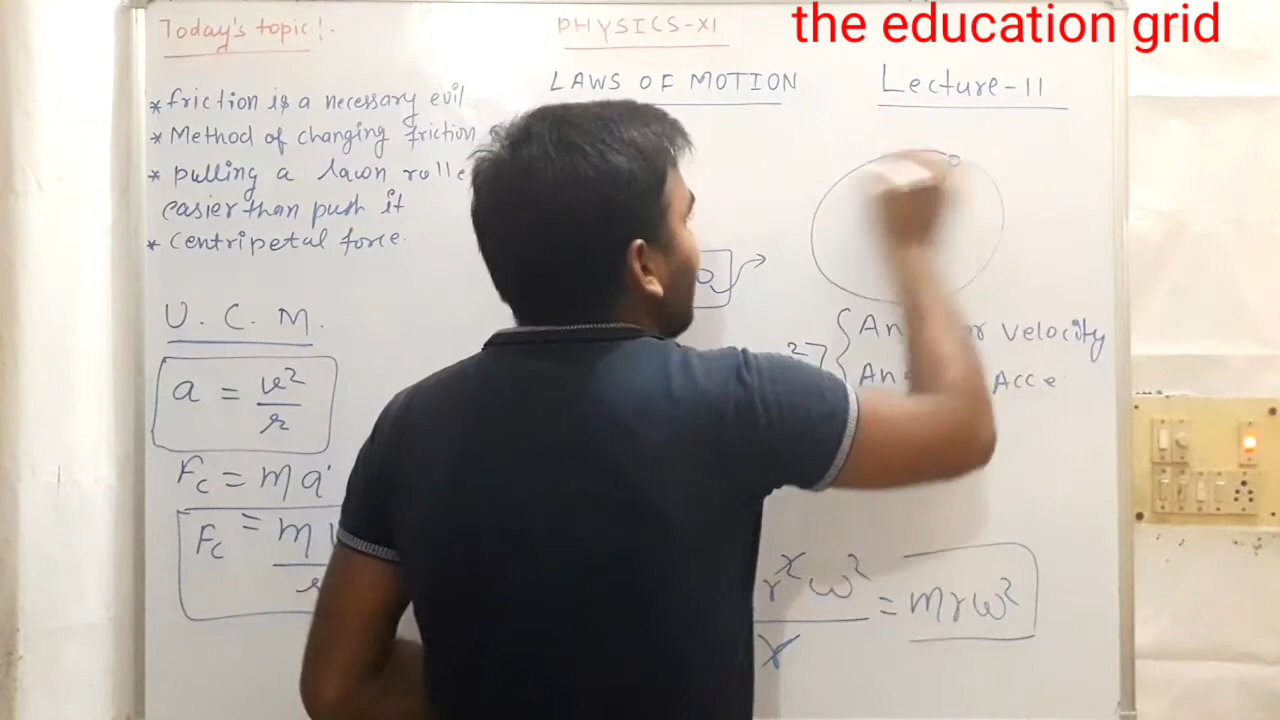 the education grid
Today's topic!.
PHYSICS-XI
LAWS OF MOTION
Lecture-11
* friction is a necessary evil
* Method of changing friction
* pulling a lawn rolle
easier than push it
* Centripetal force.
U. C. M.
a = v²/r
Fc = ma
Fc = m
velocity
Acce
r²ω² = mrω²
r